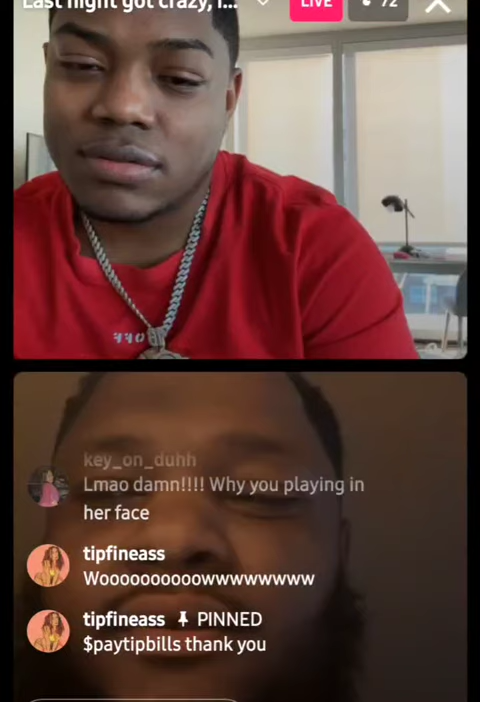 Last night got crazy, I...
LIVE
72
key_on_duhh
Lmao damn!!!! Why you playing in
her face
tipfineass
Woooooooooowwwwwwww
tipfineass PINNED
$paytipbills thank you